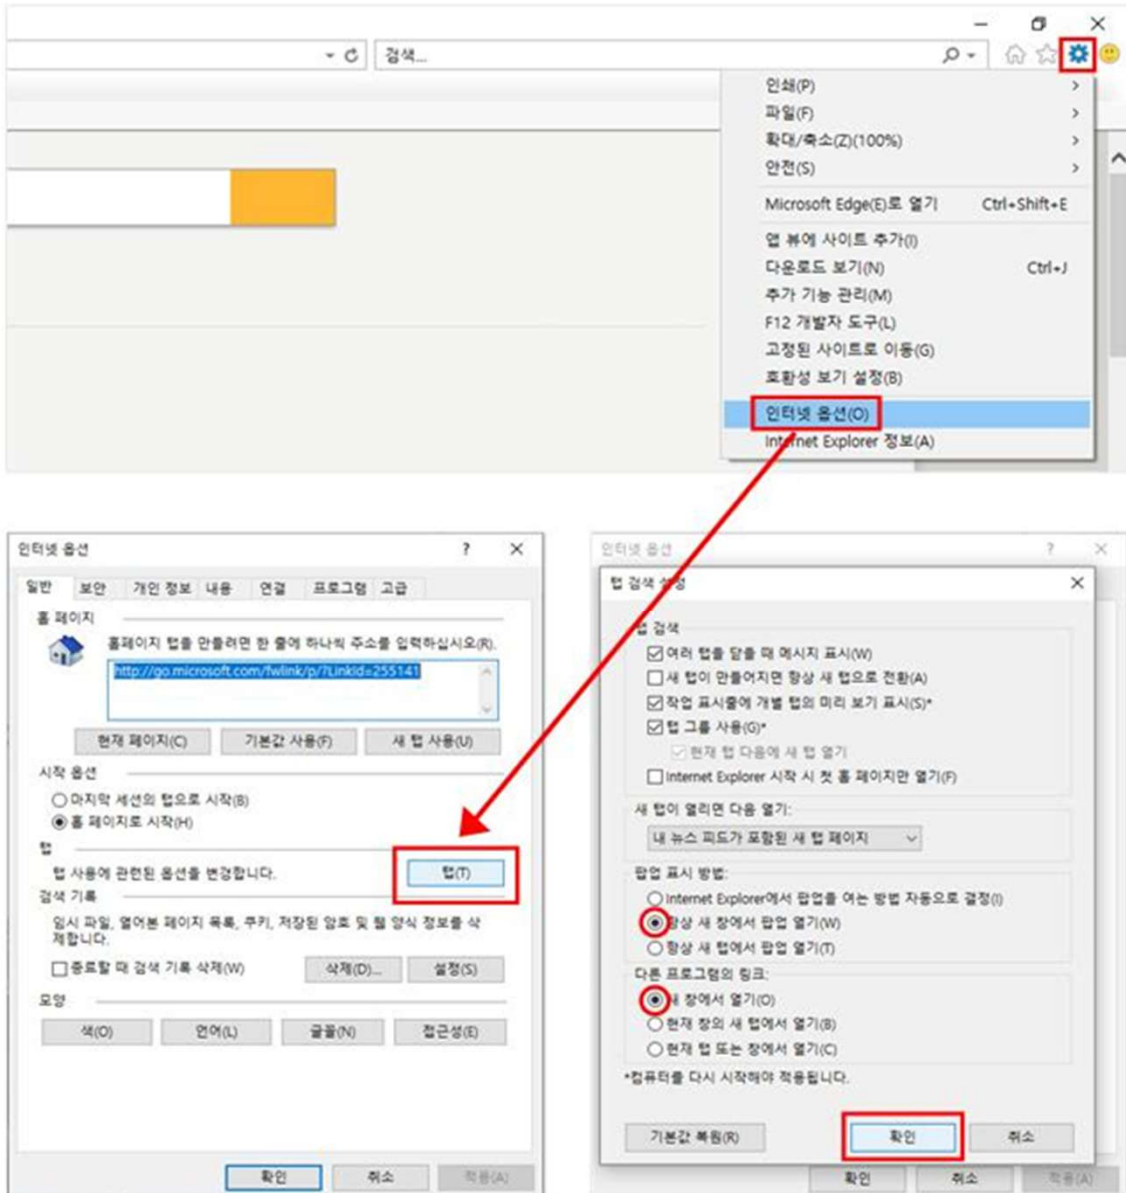 검색...
인쇄(P)
파일(F)
확대/축소(Z)(100%)
안전(S)
Microsoft Edge(E)로 열기 Ctrl+Shift+E
앱 뷰에 사이트 추가(I)
다운로드 보기(N) Ctrl+J
추가 기능 관리(M)
F12 개발자 도구(L)
고정된 사이트로 이동(G)
호환성 보기 설정(B)
인터넷 옵션(O)
Internet Explorer 정보(A)
인터넷 옵션
일반 보안 개인 정보 내용 연결 프로그램 고급
홈 페이지
홈페이지 탭을 만들려면 한 줄에 하나씩 주소를 입력하십시오(R).
http://go.microsoft.com/fwlink/p/?LinkId=255141
현재 페이지(C) 기본값 사용(F) 새 탭 사용(U)
시작 옵션
마지막 세션의 탭으로 시작(B)
홈 페이지로 시작(H)
탭
탭 사용에 관련된 옵션을 변경합니다. 탭(T)
검색 기록
임시 파일, 열어본 페이지 목록, 쿠키, 저장된 암호 및 웹 양식 정보를 삭
제합니다.
종료할 때 검색 기록 삭제(W) 삭제(D)... 설정(S)
모양
색(O) 언어(L) 글꼴(N) 접근성(E)
확인 취소 적용(A)
인터넷 옵션
탭 검색 설정
탭 검색
여러 탭을 닫을 때 메시지 표시(W)
새 탭이 만들어지면 항상 새 탭으로 전환(A)
작업 표시줄에 개별 탭의 미리 보기 표시(S)*
탭 그룹 사용(G)*
현재 탭 다음에 새 탭 열기
Internet Explorer 시작 시 첫 홈 페이지만 열기(F)
새 탭이 열리면 다음 열기:
내 뉴스 피드가 포함된 새 탭 페이지
팝업 표시 방법:
Internet Explorer에서 팝업을 여는 방법 자동으로 결정(I)
항상 새 창에서 팝업 열기(W)
항상 새 탭에서 팝업 열기(T)
다른 프로그램의 링크:
새 창에서 열기(O)
현재 창의 새 탭에서 열기(B)
현재 탭 또는 창에서 열기(C)
*컴퓨터를 다시 시작해야 적용됩니다.
기본값 복원(R) 확인 취소
확인 취소 적용(A)